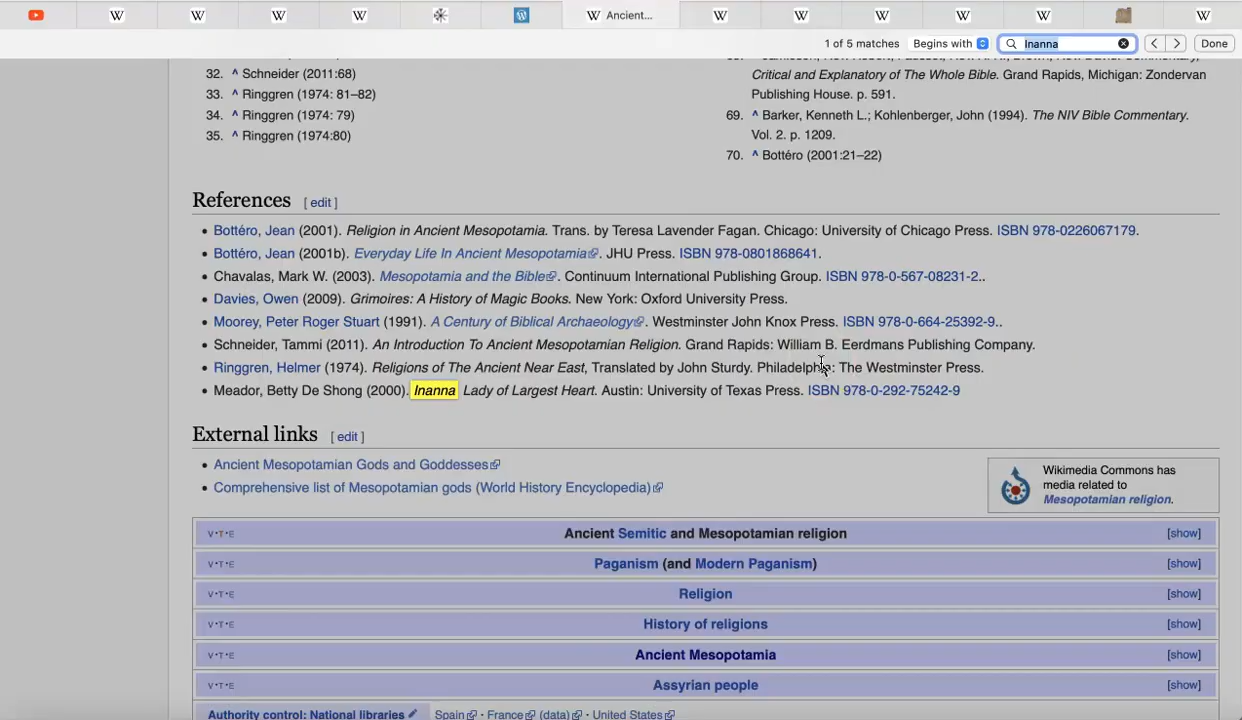 Ancient...
1 of 5 matches Begins with Inanna Done
32. ^ Schneider (2011:68)
33. ^ Ringgren (1974: 81–82)
34. ^ Ringgren (1974: 79)
35. ^ Ringgren (1974:80)
Critical and Explanatory of The Whole Bible. Grand Rapids, Michigan: Zondervan
Publishing House. p. 591.
69. ^ Barker, Kenneth L.; Kohlenberger, John (1994). The NIV Bible Commentary.
Vol. 2. p. 1209.
70. ^ Bottéro (2001:21–22)
References [ edit ]
• Bottéro, Jean (2001). Religion in Ancient Mesopotamia. Trans. by Teresa Lavender Fagan. Chicago: University of Chicago Press. ISBN 978-0226067179.
• Bottéro, Jean (2001b). Everyday Life In Ancient Mesopotamia. JHU Press. ISBN 978-0801868641.
• Chavalas, Mark W. (2003). Mesopotamia and the Bible. Continuum International Publishing Group. ISBN 978-0-567-08231-2..
• Davies, Owen (2009). Grimoires: A History of Magic Books. New York: Oxford University Press.
• Moorey, Peter Roger Stuart (1991). A Century of Biblical Archaeology. Westminster John Knox Press. ISBN 978-0-664-25392-9..
• Schneider, Tammi (2011). An Introduction To Ancient Mesopotamian Religion. Grand Rapids: William B. Eerdmans Publishing Company.
• Ringgren, Helmer (1974). Religions of The Ancient Near East, Translated by John Sturdy. Philadelphia: The Westminster Press.
• Meador, Betty De Shong (2000). Inanna Lady of Largest Heart. Austin: University of Texas Press. ISBN 978-0-292-75242-9
External links [ edit ]
• Ancient Mesopotamian Gods and Goddesses
• Comprehensive list of Mesopotamian gods (World History Encyclopedia)
Wikimedia Commons has
media related to
Mesopotamian religion.
V·T·E Ancient Semitic and Mesopotamian religion [show]
V·T·E Paganism (and Modern Paganism) [show]
V·T·E Religion [show]
V·T·E History of religions [show]
V·T·E Ancient Mesopotamia [show]
V·T·E Assyrian people [show]
Authority control: National libraries Spain · France (data) · United States